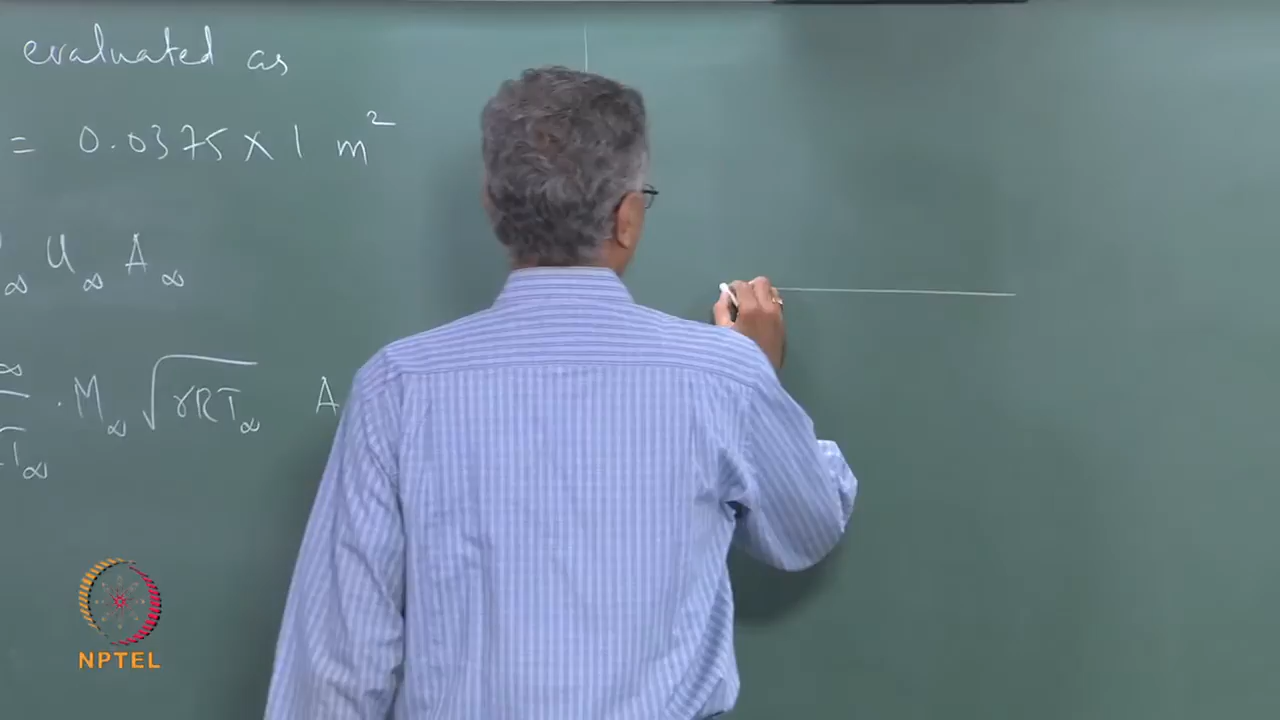 evaluated as
= 0.0375 × 1 m²
U∞ A∞
∞ . M∞ √γRT∞ A
T∞
NPTEL